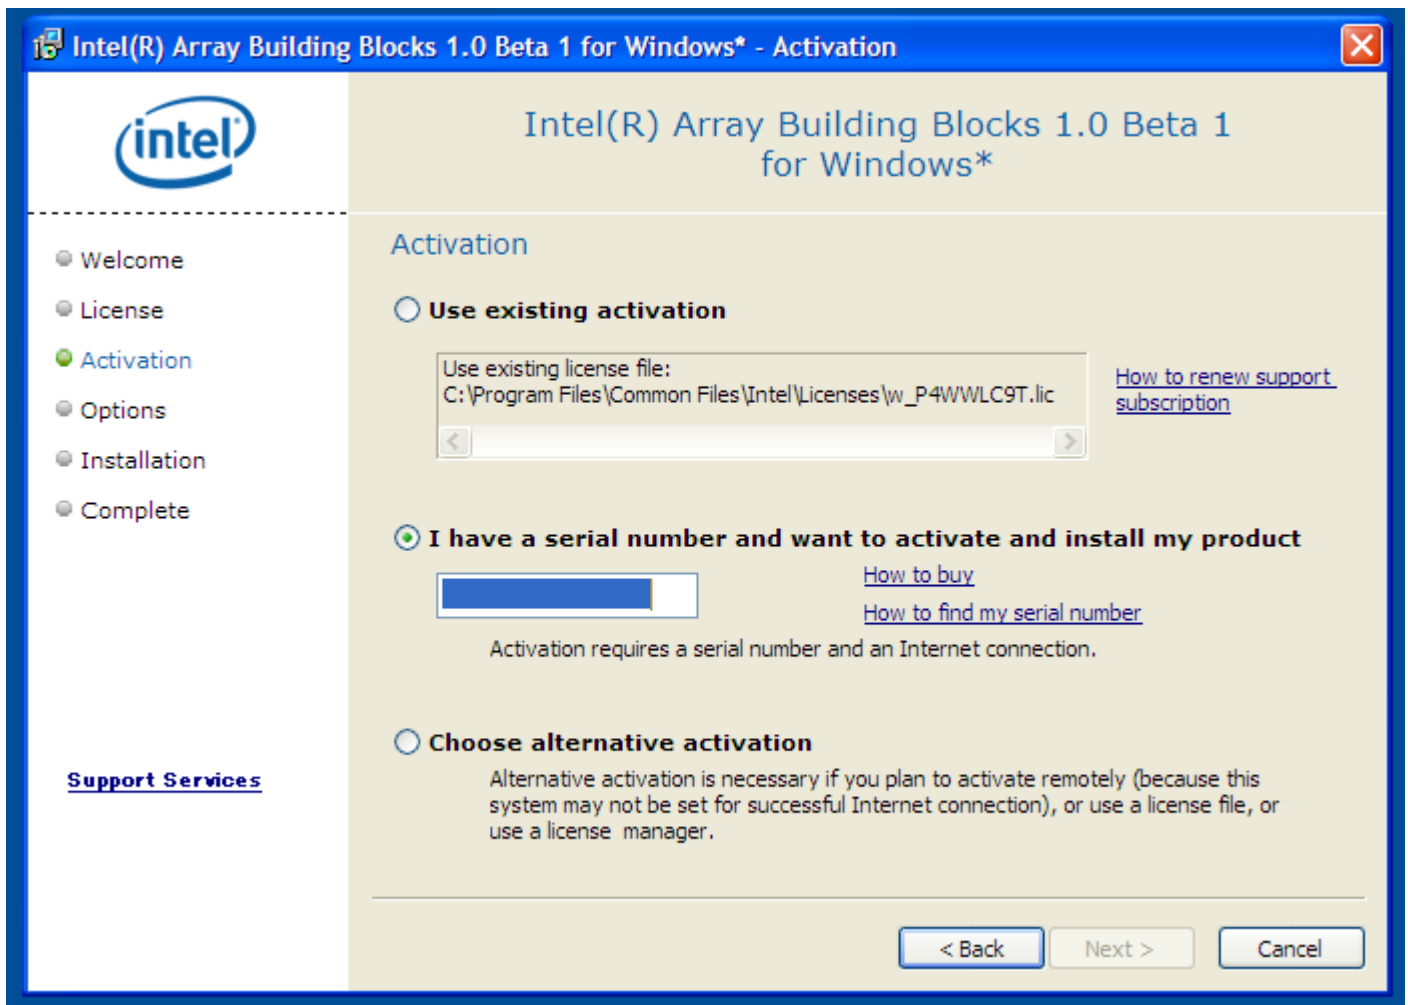 Intel(R) Array Building Blocks 1.0 Beta 1 for Windows* - Activation
intel
Intel(R) Array Building Blocks 1.0 Beta 1
for Windows*
Welcome
License
Activation
Options
Installation
Complete
Support Services
Activation
Use existing activation
Use existing license file:
C:\Program Files\Common Files\Intel\Licenses\w_P4WWLC9T.lic
How to renew support
subscription
I have a serial number and want to activate and install my product
How to buy
How to find my serial number
Activation requires a serial number and an Internet connection.
Choose alternative activation
Alternative activation is necessary if you plan to activate remotely (because this
system may not be set for successful Internet connection), or use a license file, or
use a license manager.
< Back
Next >
Cancel